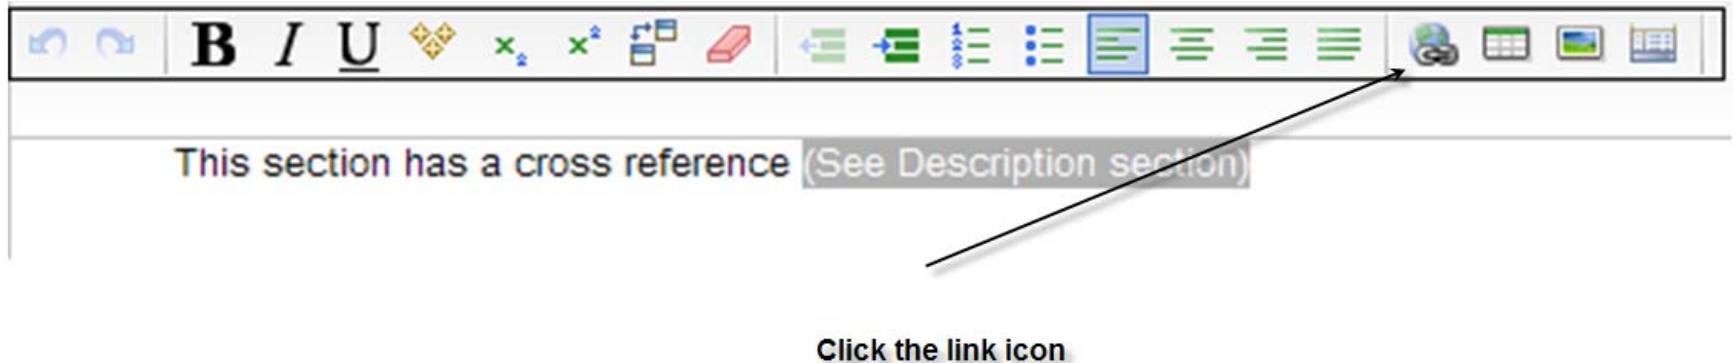 B I U
This section has a cross reference (See Description section)
Click the link icon